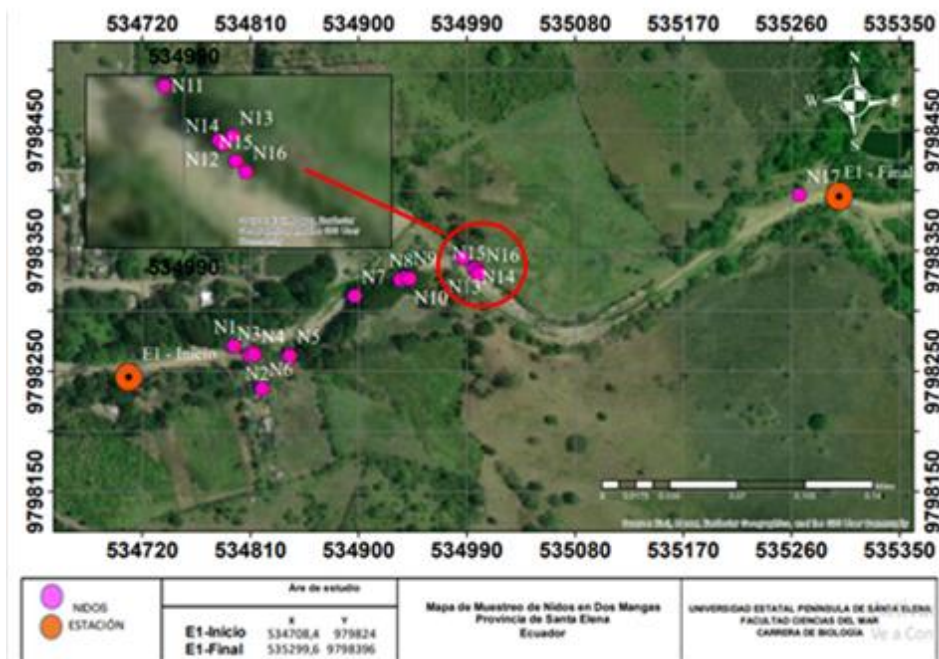 534720 534810 534900 534990 535080 535170 535260 535350
534990
9798450
9798350
9798250
9798150
N11
N13
N14
N15
N12
N16
534990
N17
E1 - Final
N15 N16
N14
N13
N8 N9
N7
N10
N1
N3 N4
N5
N2 N6
E1 - Inicio
9798450
9798350
9798250
9798150
534720 534810 534900 534990 535080 535170 535260 535350
NIDOS
ESTACIÓN
Are de estudio
X Y
E1-Inicio 534708,4 979824
E1-Final 535299,6 9798396
Mapa de Muestreo de Nidos en Dos Mangas
Provincia de Santa Elena
Ecuador
UNIVERSIDAD ESTATAL PENÍNSULA DE SANTA ELENA
FACULTAD CIENCIAS DEL MAR
CARRERA DE BIOLOGÍA
Ve a Con